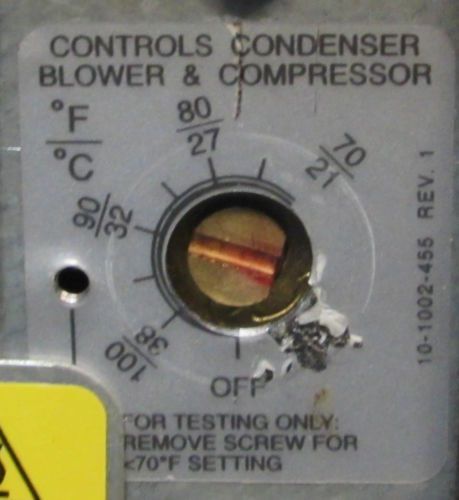 CONTROLS CONDENSER
BLOWER & COMPRESSOR
°F
°C
80
27
70
21
90
32
100
38
OFF
10-1002-455 REV. 1
FOR TESTING ONLY:
REMOVE SCREW FOR
<70°F SETTING